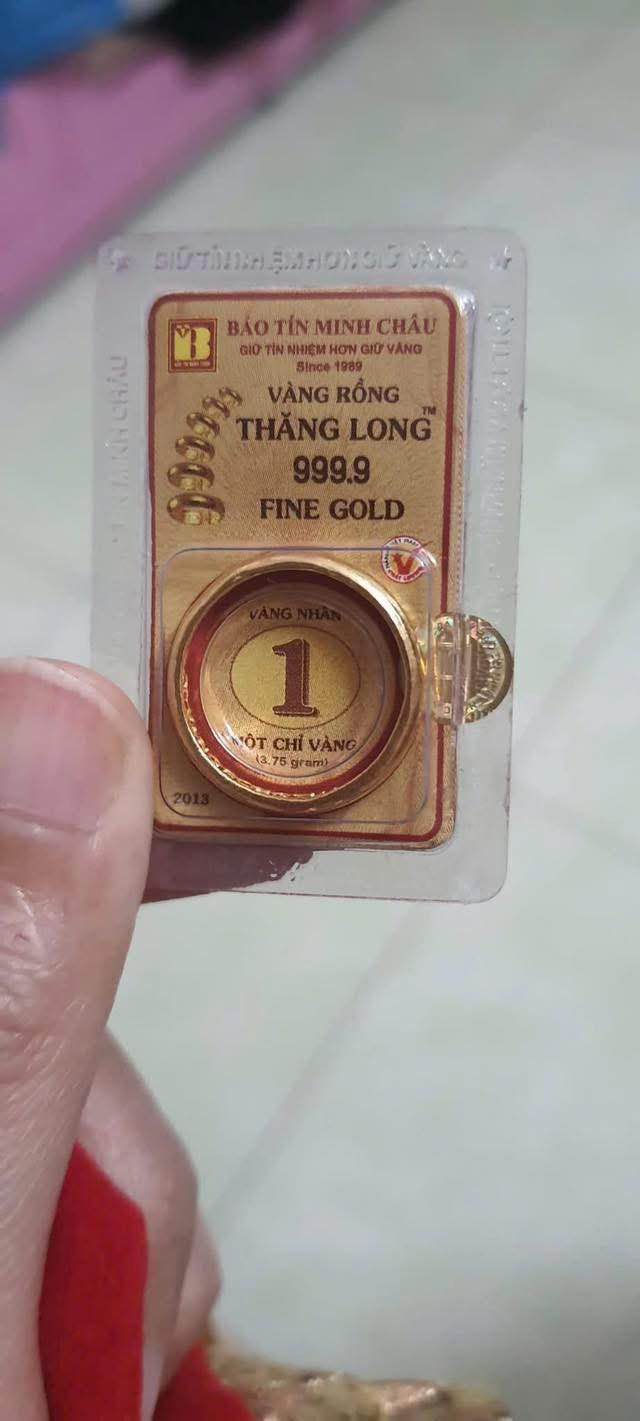 BẢO TÍN MINH CHÂU
GIỮ TÍN NHIỆM HƠN GIỮ VÀNG
Since 1989
VÀNG RỒNG
THĂNG LONG™
999.9
FINE GOLD
VÀNG NHẪN
1
MỘT CHỈ VÀNG
(3.75 gram)
2013